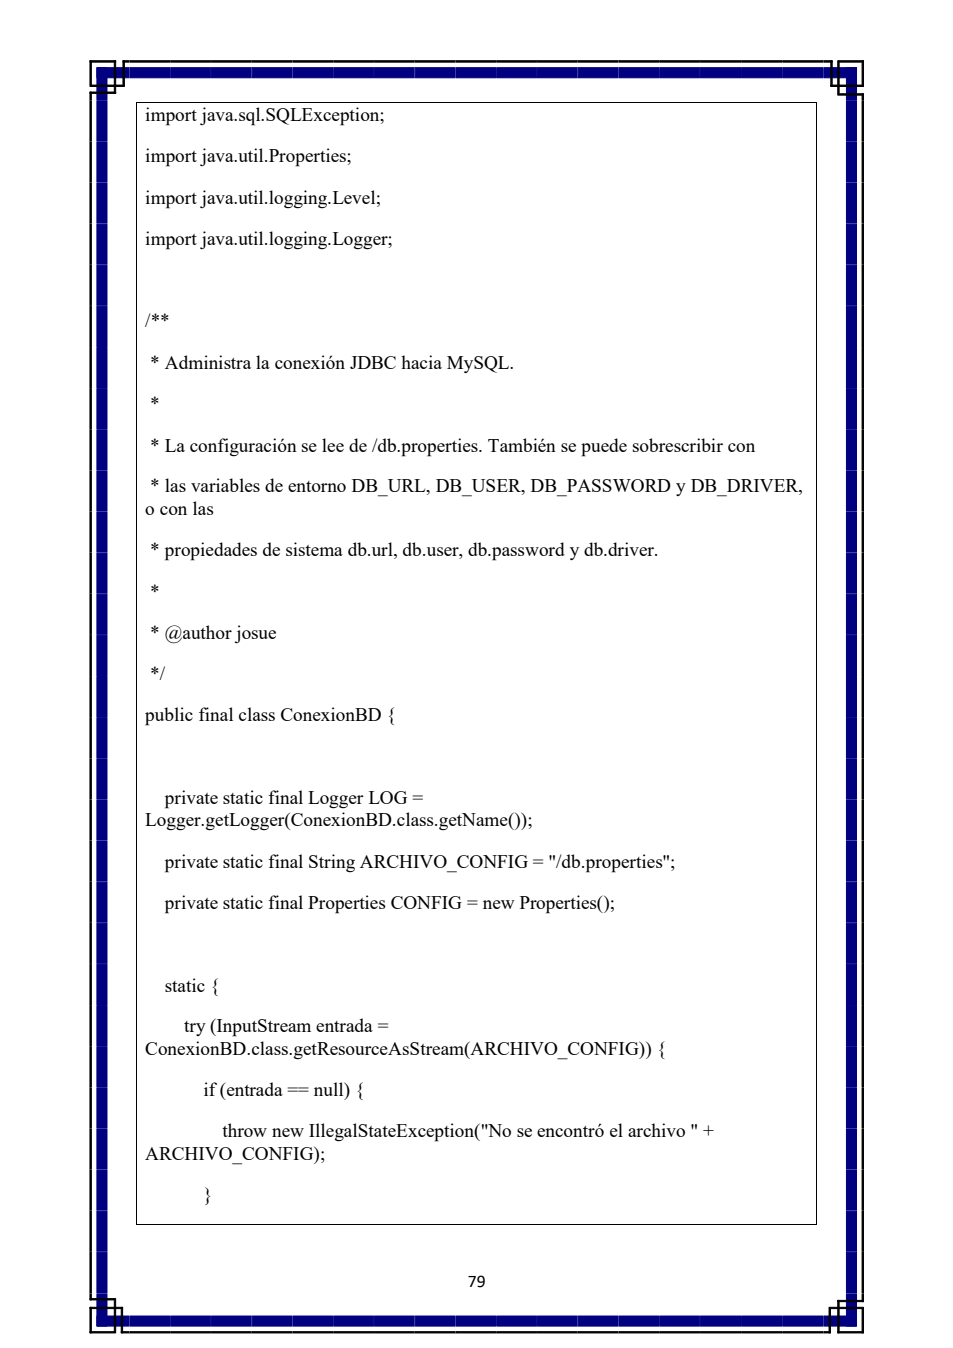 import java.sql.SQLException;
import java.util.Properties;
import java.util.logging.Level;
import java.util.logging.Logger;
/**
* Administra la conexión JDBC hacia MySQL.
*
* La configuración se lee de /db.properties. También se puede sobrescribir con
* las variables de entorno DB_URL, DB_USER, DB_PASSWORD y DB_DRIVER,
o con las
* propiedades de sistema db.url, db.user, db.password y db.driver.
*
* @author josue
*/
public final class ConexionBD {
private static final Logger LOG =
Logger.getLogger(ConexionBD.class.getName());
private static final String ARCHIVO_CONFIG = "/db.properties";
private static final Properties CONFIG = new Properties();
static {
try (InputStream entrada =
ConexionBD.class.getResourceAsStream(ARCHIVO_CONFIG)) {
if (entrada == null) {
throw new IllegalStateException("No se encontró el archivo " +
ARCHIVO_CONFIG);
}
79